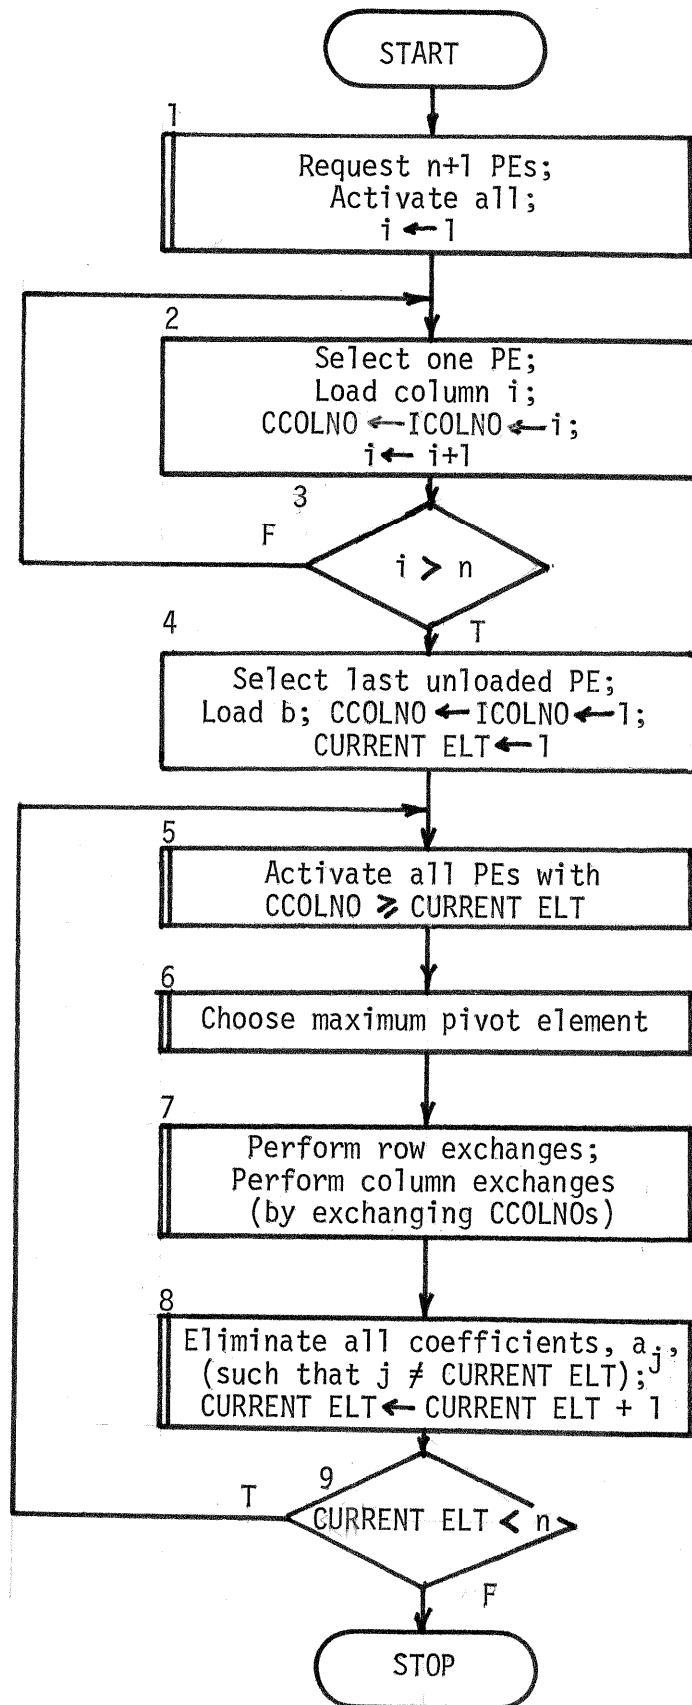 START
1
Request n+1 PEs;
Activate all;
i ← 1
2
Select one PE;
Load column i;
CCOLNO ← ICOLNO ← i;
i ← i+1
3
F
i > n
T
4
Select last unloaded PE;
Load b; CCOLNO ← ICOLNO ← 1;
CURRENT ELT ← 1
5
Activate all PEs with
CCOLNO ⩾ CURRENT ELT
6
Choose maximum pivot element
7
Perform row exchanges;
Perform column exchanges
(by exchanging CCOLNOs)
8
Eliminate all coefficients, a_j,
(such that j ≠ CURRENT ELT);
CURRENT ELT ← CURRENT ELT + 1
9
T
CURRENT ELT < n
F
STOP